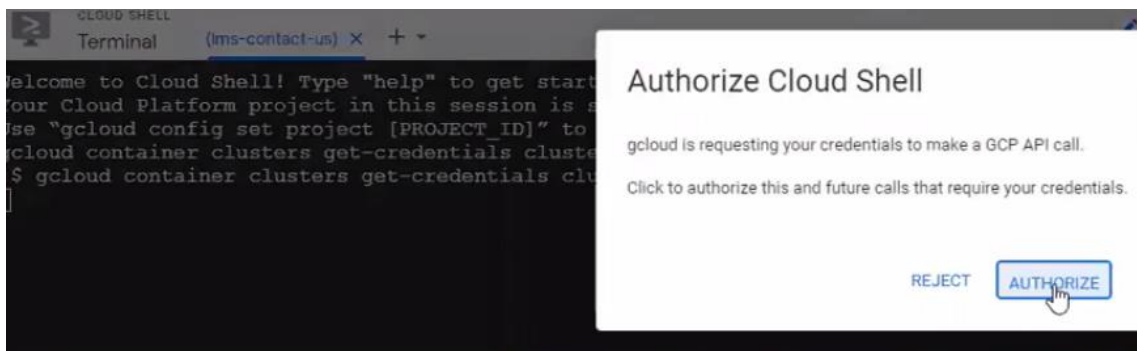 CLOUD SHELL
Terminal
(lms-contact-us) × + ▾
Welcome to Cloud Shell! Type "help" to get start
Your Cloud Platform project in this session is s
Use "gcloud config set project [PROJECT_ID]" to
gcloud container clusters get-credentials cluste
$ gcloud container clusters get-credentials clu
Authorize Cloud Shell
gcloud is requesting your credentials to make a GCP API call.
Click to authorize this and future calls that require your credentials.
REJECT
AUTHORIZE